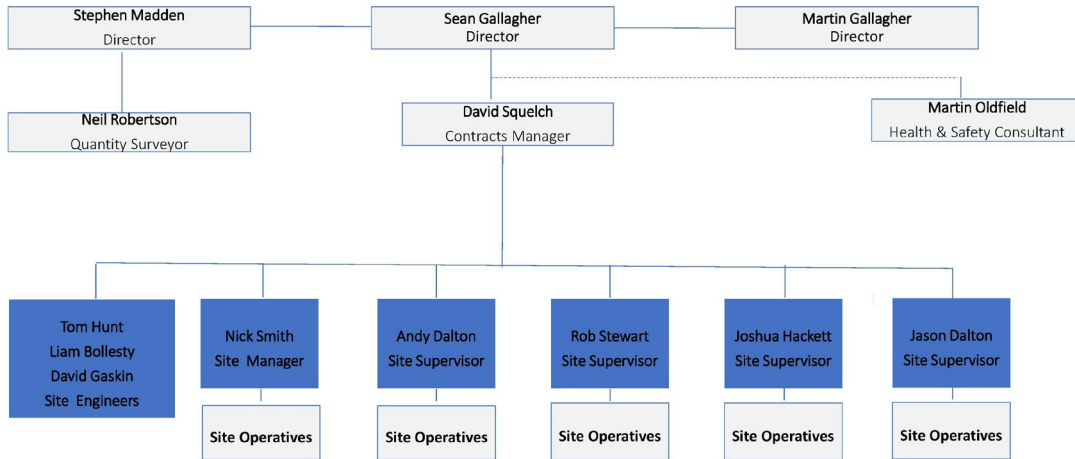 Stephen Madden
Director
Sean Gallagher
Director
Martin Gallagher
Director
Neil Robertson
Quantity Surveyor
David Squelch
Contracts Manager
Martin Oldfield
Health & Safety Consultant
Tom Hunt
Liam Bollesty
David Gaskin
Site Engineers
Nick Smith
Site Manager
Andy Dalton
Site Supervisor
Rob Stewart
Site Supervisor
Joshua Hackett
Site Supervisor
Jason Dalton
Site Supervisor
Site Operatives
Site Operatives
Site Operatives
Site Operatives
Site Operatives